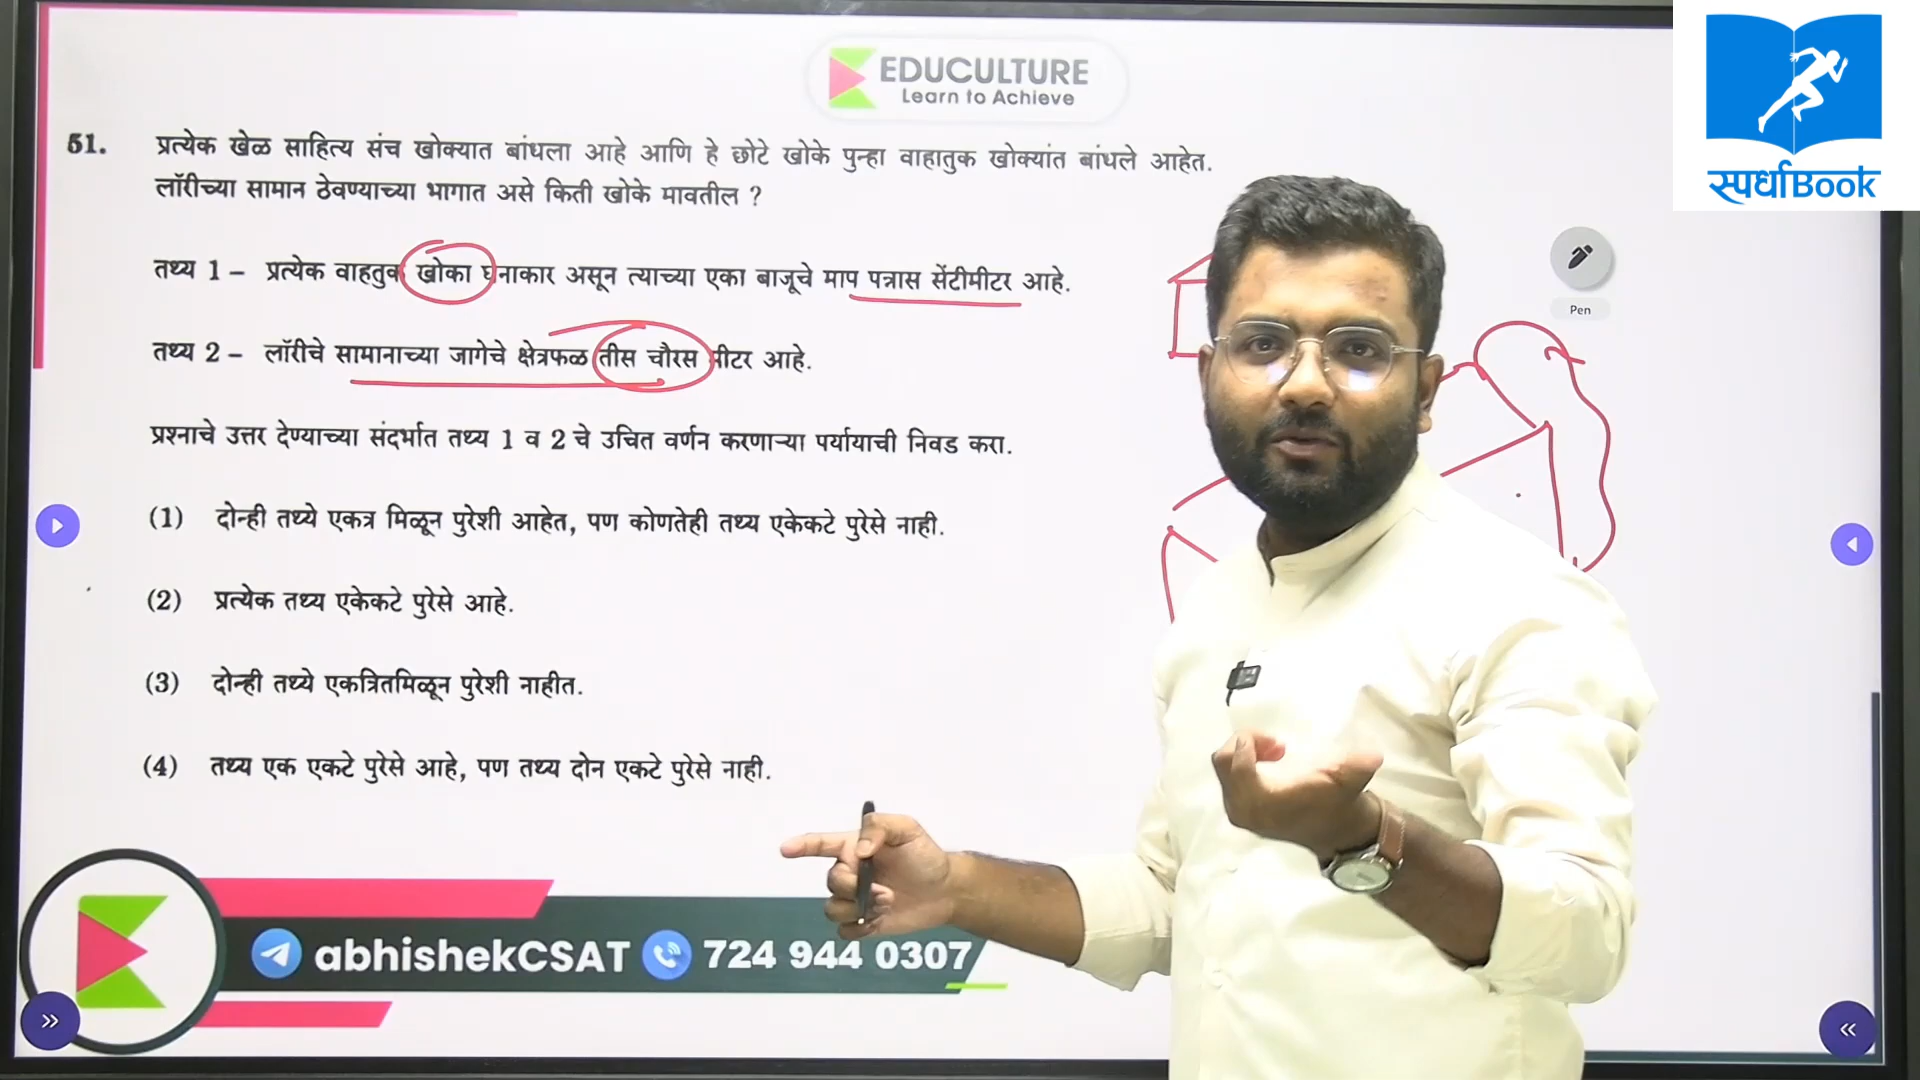 EDUCULTURE
Learn to Achieve
स्पर्धाBook
51. प्रत्येक खेळ साहित्य संच खोक्यात बांधला आहे आणि हे छोटे खोके पुन्हा वाहातुक खोक्यांत बांधले आहेत.
लॉरीच्या सामान ठेवण्याच्या भागात असे किती खोके मावतील ?
तथ्य 1 – प्रत्येक वाहतुक खोका घनाकार असून त्याच्या एका बाजूचे माप पन्नास सेंटीमीटर आहे.
Pen
तथ्य 2 – लॉरीचे सामानाच्या जागेचे क्षेत्रफळ तीस चौरस मीटर आहे.
प्रश्नाचे उत्तर देण्याच्या संदर्भात तथ्य 1 व 2 चे उचित वर्णन करणाऱ्या पर्यायाची निवड करा.
(1) दोन्ही तथ्ये एकत्र मिळून पुरेशी आहेत, पण कोणतेही तथ्य एकेकटे पुरेसे नाही.
(2) प्रत्येक तथ्य एकेकटे पुरेसे आहे.
(3) दोन्ही तथ्ये एकत्रितमिळून पुरेशी नाहीत.
(4) तथ्य एक एकटे पुरेसे आहे, पण तथ्य दोन एकटे पुरेसे नाही.
abhishekCSAT 724 944 0307